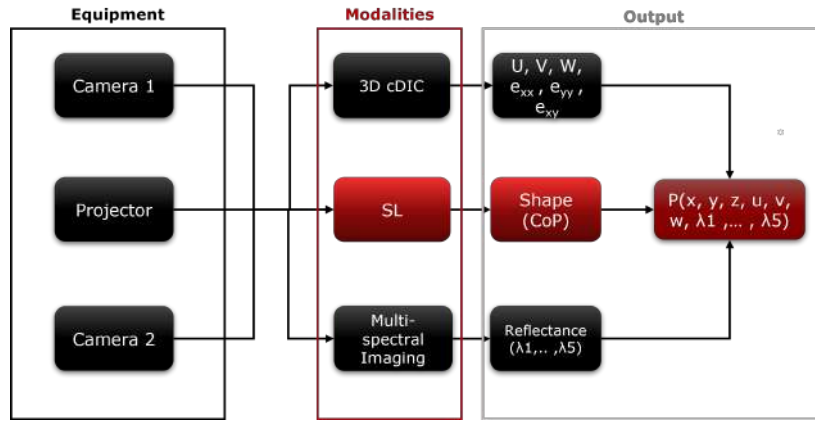 Equipment
Modalities
Output
Camera 1
Projector
Camera 2
3D cDIC
SL
Multi-
spectral
Imaging
U, V, W,
exx , eyy ,
exy
Shape
(CoP)
Reflectance
(λ1,.. ,λ5)
P(x, y, z, u, v,
w, λ1 ,... , λ5)